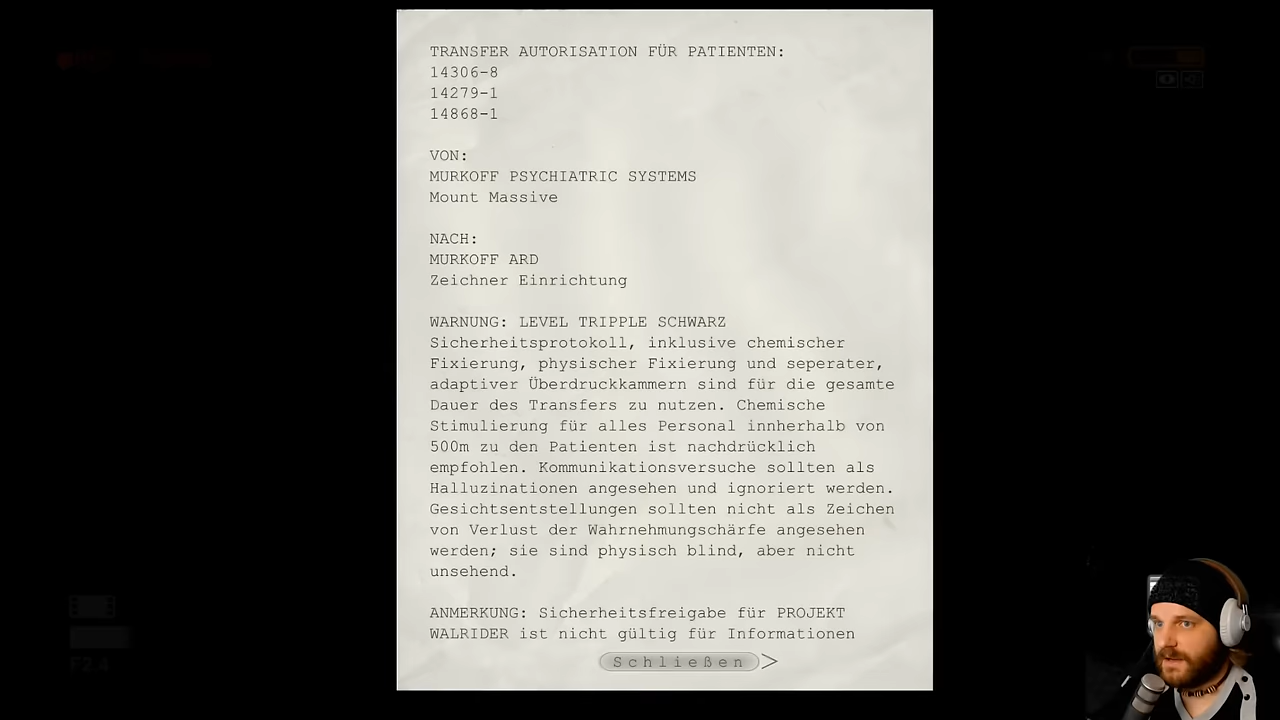 TRANSFER AUTORISATION FÜR PATIENTEN:
14306-8
14279-1
14868-1
VON:
MURKOFF PSYCHIATRIC SYSTEMS
Mount Massive
NACH:
MURKOFF ARD
Zeichner Einrichtung
WARNUNG: LEVEL TRIPPLE SCHWARZ
Sicherheitsprotokoll, inklusive chemischer
Fixierung, physischer Fixierung und seperater,
adaptiver Überdruckkammern sind für die gesamte
Dauer des Transfers zu nutzen. Chemische
Stimulierung für alles Personal innherhalb von
500m zu den Patienten ist nachdrücklich
empfohlen. Kommunikationsversuche sollten als
Halluzinationen angesehen und ignoriert werden.
Gesichtsentstellungen sollten nicht als Zeichen
von Verlust der Wahrnehmungschärfe angesehen
werden; sie sind physisch blind, aber nicht
unsehend.
ANMERKUNG: Sicherheitsfreigabe für PROJEKT
WALRIDER ist nicht gültig für Informationen
Schließen >
F2.4